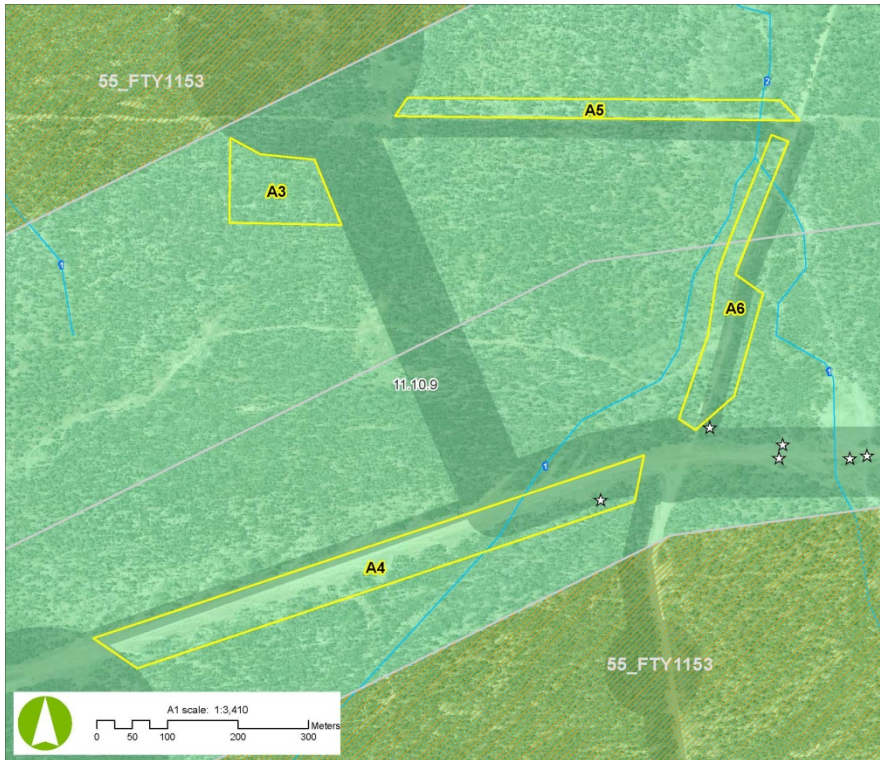 55_FTY1153
2
A5
A3
1
A6
11.10.9
1
1
A4
55_FTY1153
A1 scale: 1:3,410
Meters
0 50 100 200 300